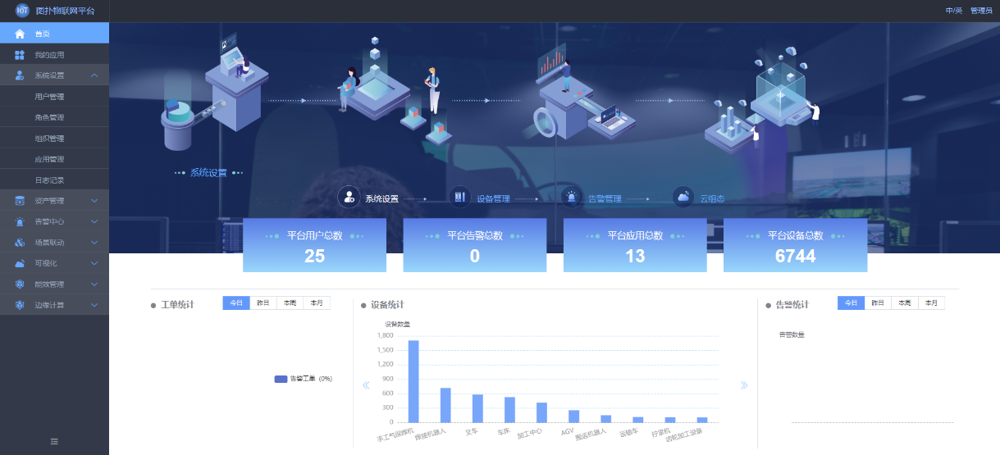 IOT 图扑物联网平台
中/英 管理员
首页
我的应用
系统设置
用户管理
角色管理
组织管理
应用管理
日志记录
资产管理
告警中心
场景联动
可视化
能效管理
边缘计算
系统设置
系统设置 设备管理 告警管理 云组态
平台用户总数
25
平台告警总数
0
平台应用总数
13
平台设备总数
6744
工单统计
今日 昨日 本周 本月
告警工单 (0%)
设备统计
设备数量
1,800
1,500
1,200
900
600
300
0
手工气保焊机 焊接机器人 叉车 车床 加工中心 AGV 搬运机器人 运输车 拧紧机 齿轮加工设备
告警统计
今日 昨日 本周 本月
告警数量